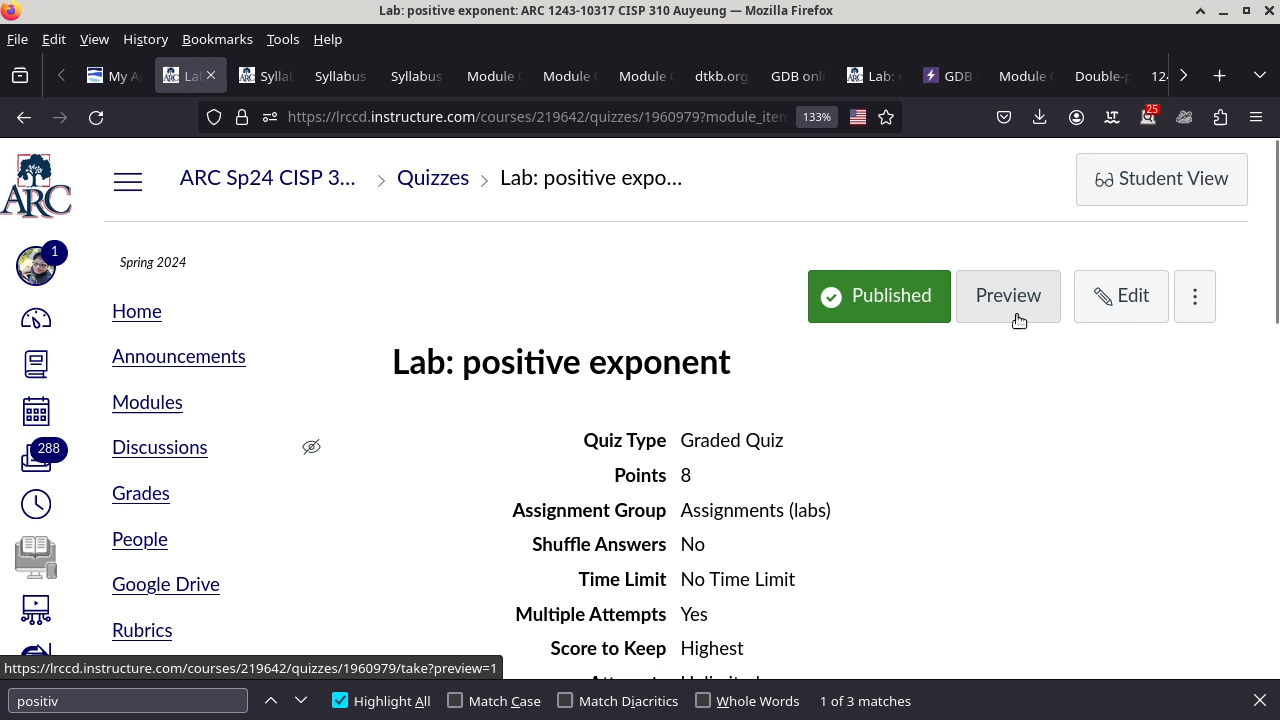 Lab: positive exponent: ARC 1243-10317 CISP 310 Auyeung — Mozilla Firefox
File Edit View History Bookmarks Tools Help
My A La Sylla Syllabus Syllabus Module Module Module dtkb.org GDB onl Lab: GDB Module Double-p 124
https://lrccd.instructure.com/courses/219642/quizzes/1960979?module_item 133% 25
ARC ARC Sp24 CISP 3... > Quizzes > Lab: positive expo... Student View
1
Spring 2024
Published Preview Edit
Home
Lab: positive exponent
Announcements
Modules
Quiz Type Graded Quiz
288 Discussions
Points 8
Grades
Assignment Group Assignments (labs)
People
Shuffle Answers No
Google Drive
Time Limit No Time Limit
Multiple Attempts Yes
Rubrics
Score to Keep Highest
https://lrccd.instructure.com/courses/219642/quizzes/1960979/take?preview=1
positiv Highlight All Match Case Match Diacritics Whole Words 1 of 3 matches